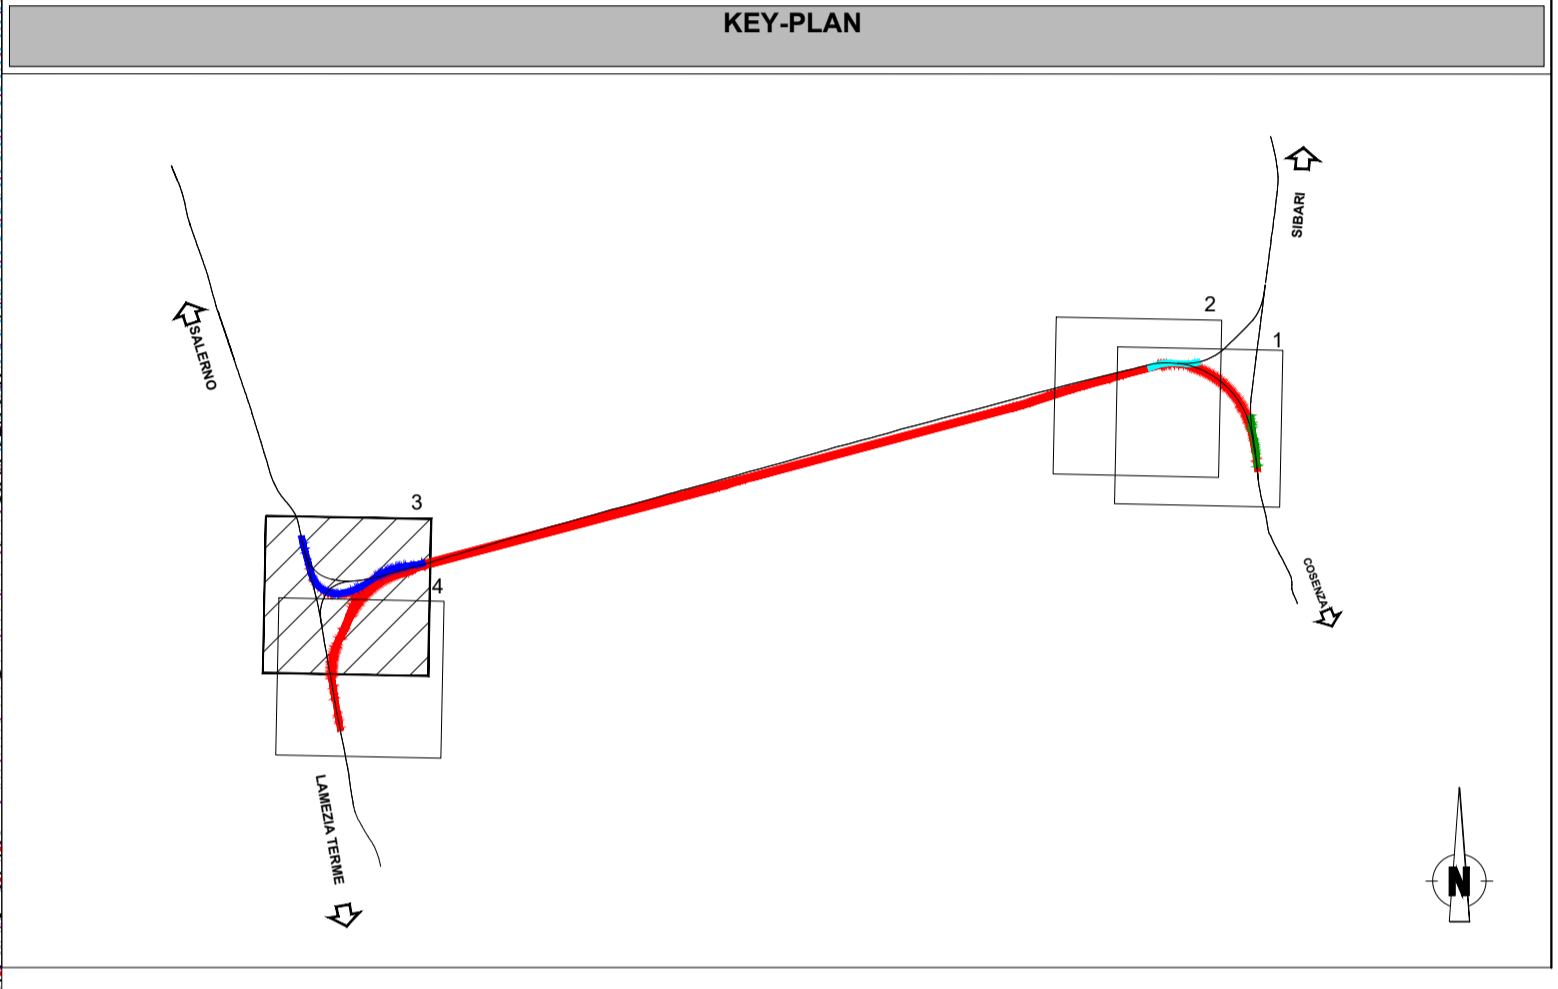 KEY-PLAN
SIBARI
2
SALERNO
1
3
COSENZA
4
LAMEZIA TERME
N